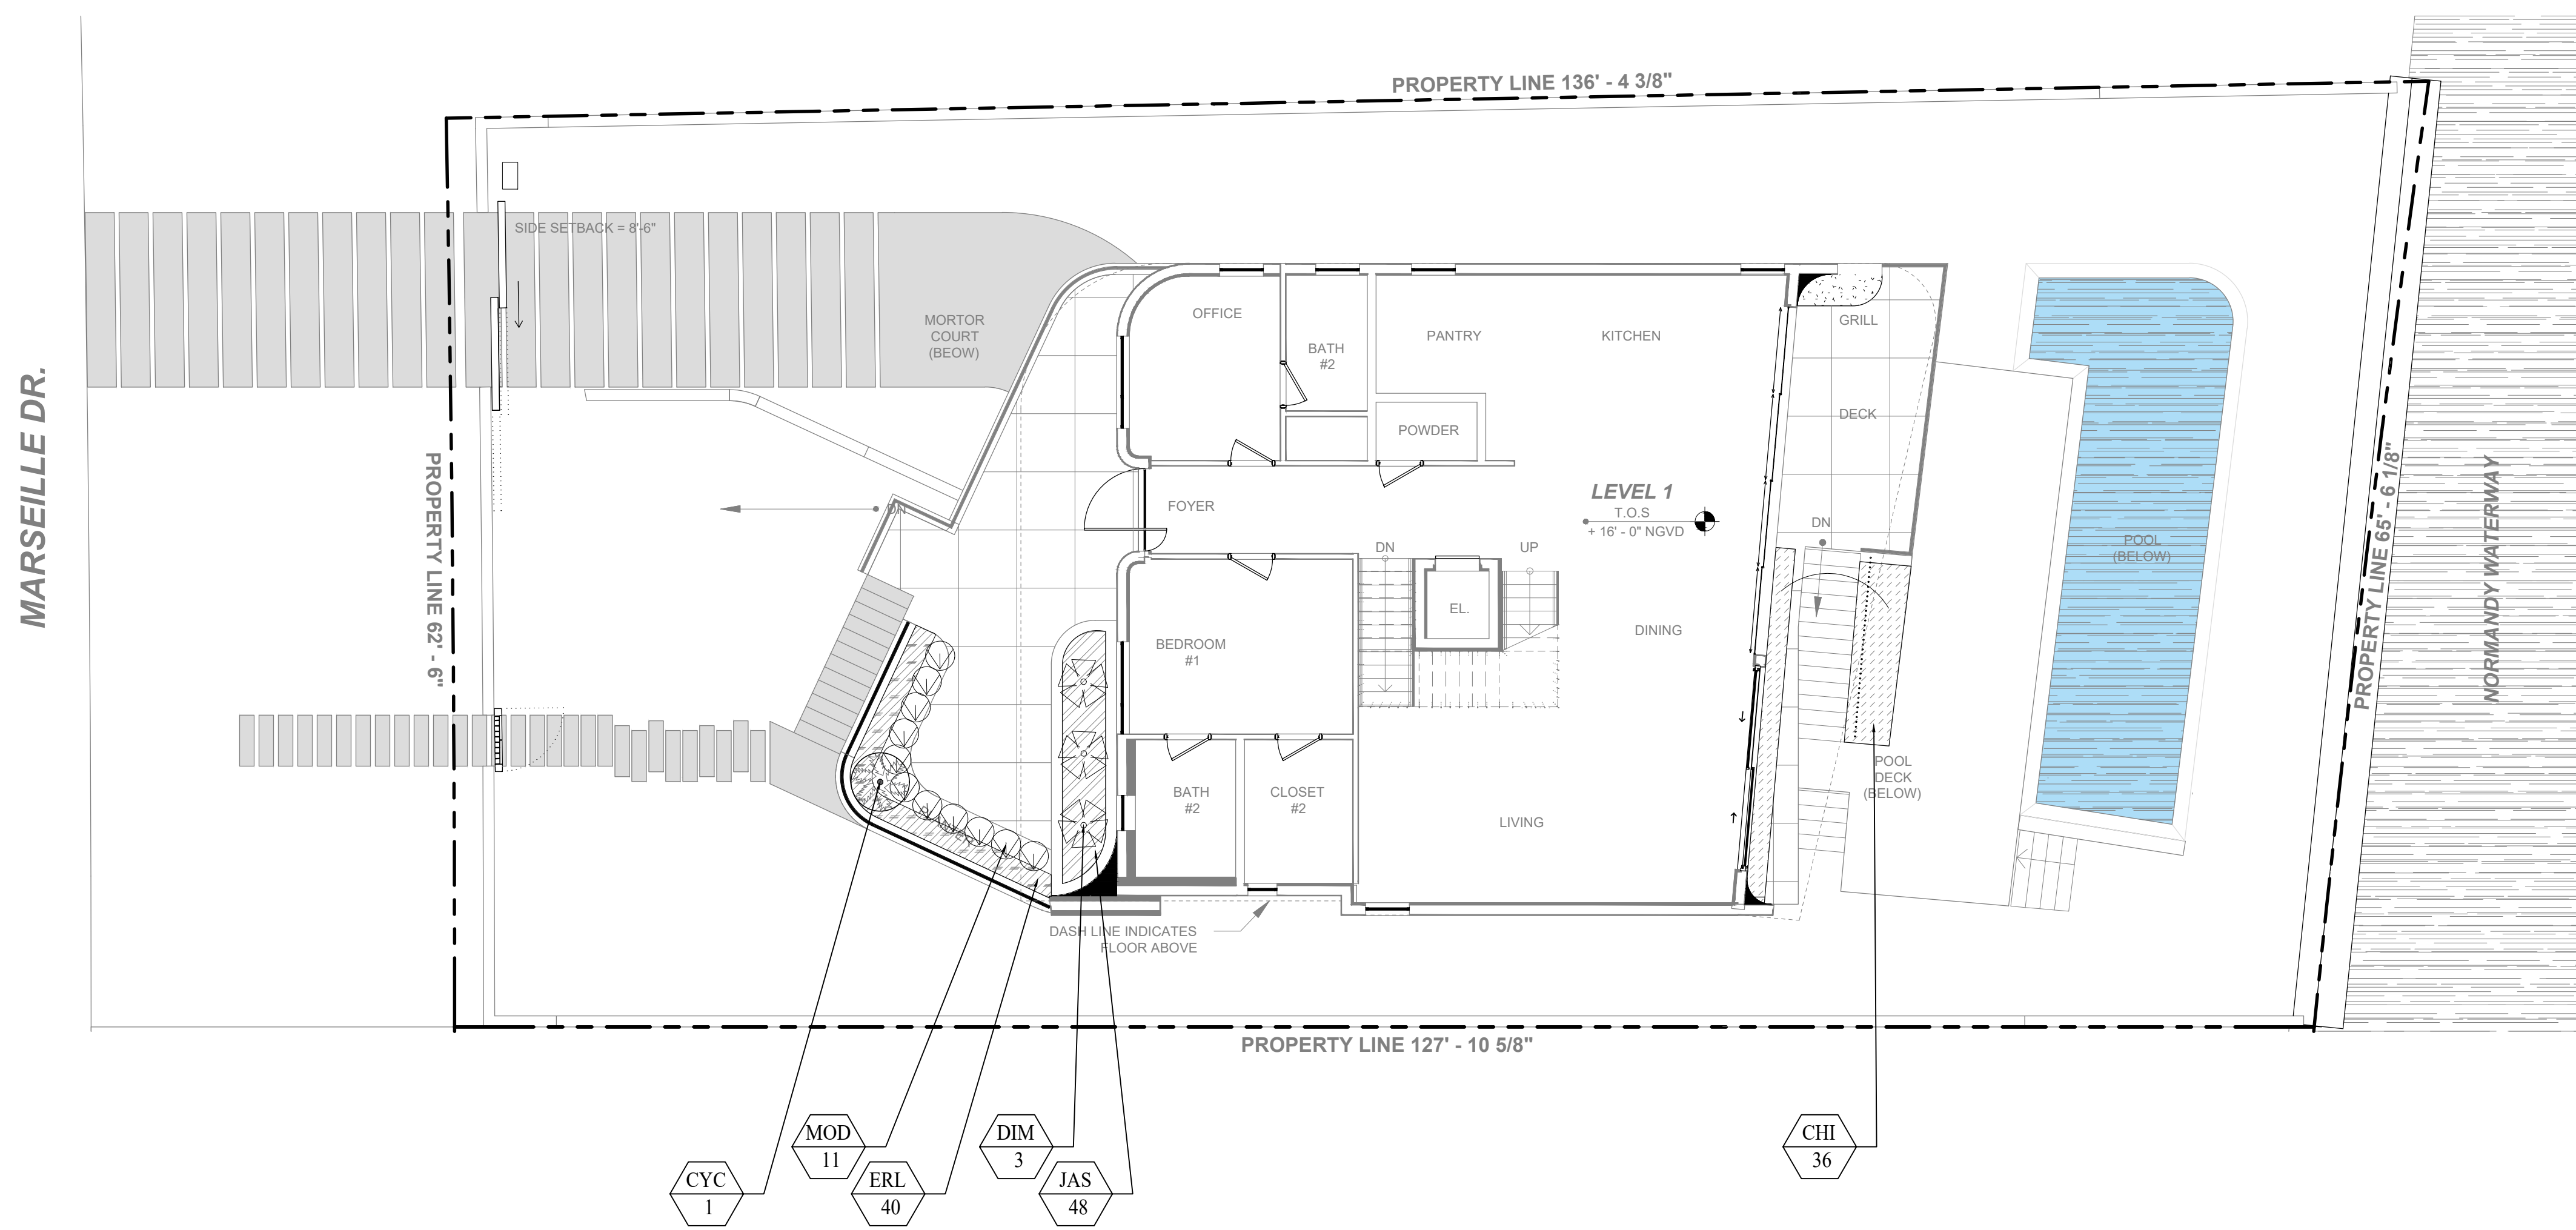 PROPERTY LINE 136' - 4 3/8"
SIDE SETBACK = 8'-6"
MORTOR
COURT
(BEOW)
OFFICE
BATH
#2
PANTRY
KITCHEN
GRILL
DECK
POWDER
MARSEILLE DR.
PROPERTY LINE 62' - 6"
DN
FOYER
LEVEL 1
T.O.S
+ 16' - 0" NGVD
DN
UP
DN
EL.
POOL
(BELOW)
PROPERTY LINE 65' - 6 1/8"
NORMANDY WATERWAY
BEDROOM
#1
DINING
BATH
#2
CLOSET
#2
LIVING
POOL
DECK
(BELOW)
DASH LINE INDICATES
FLOOR ABOVE
PROPERTY LINE 127' - 10 5/8"
MOD
11
DIM
3
CHI
36
CYC
1
ERL
40
JAS
48